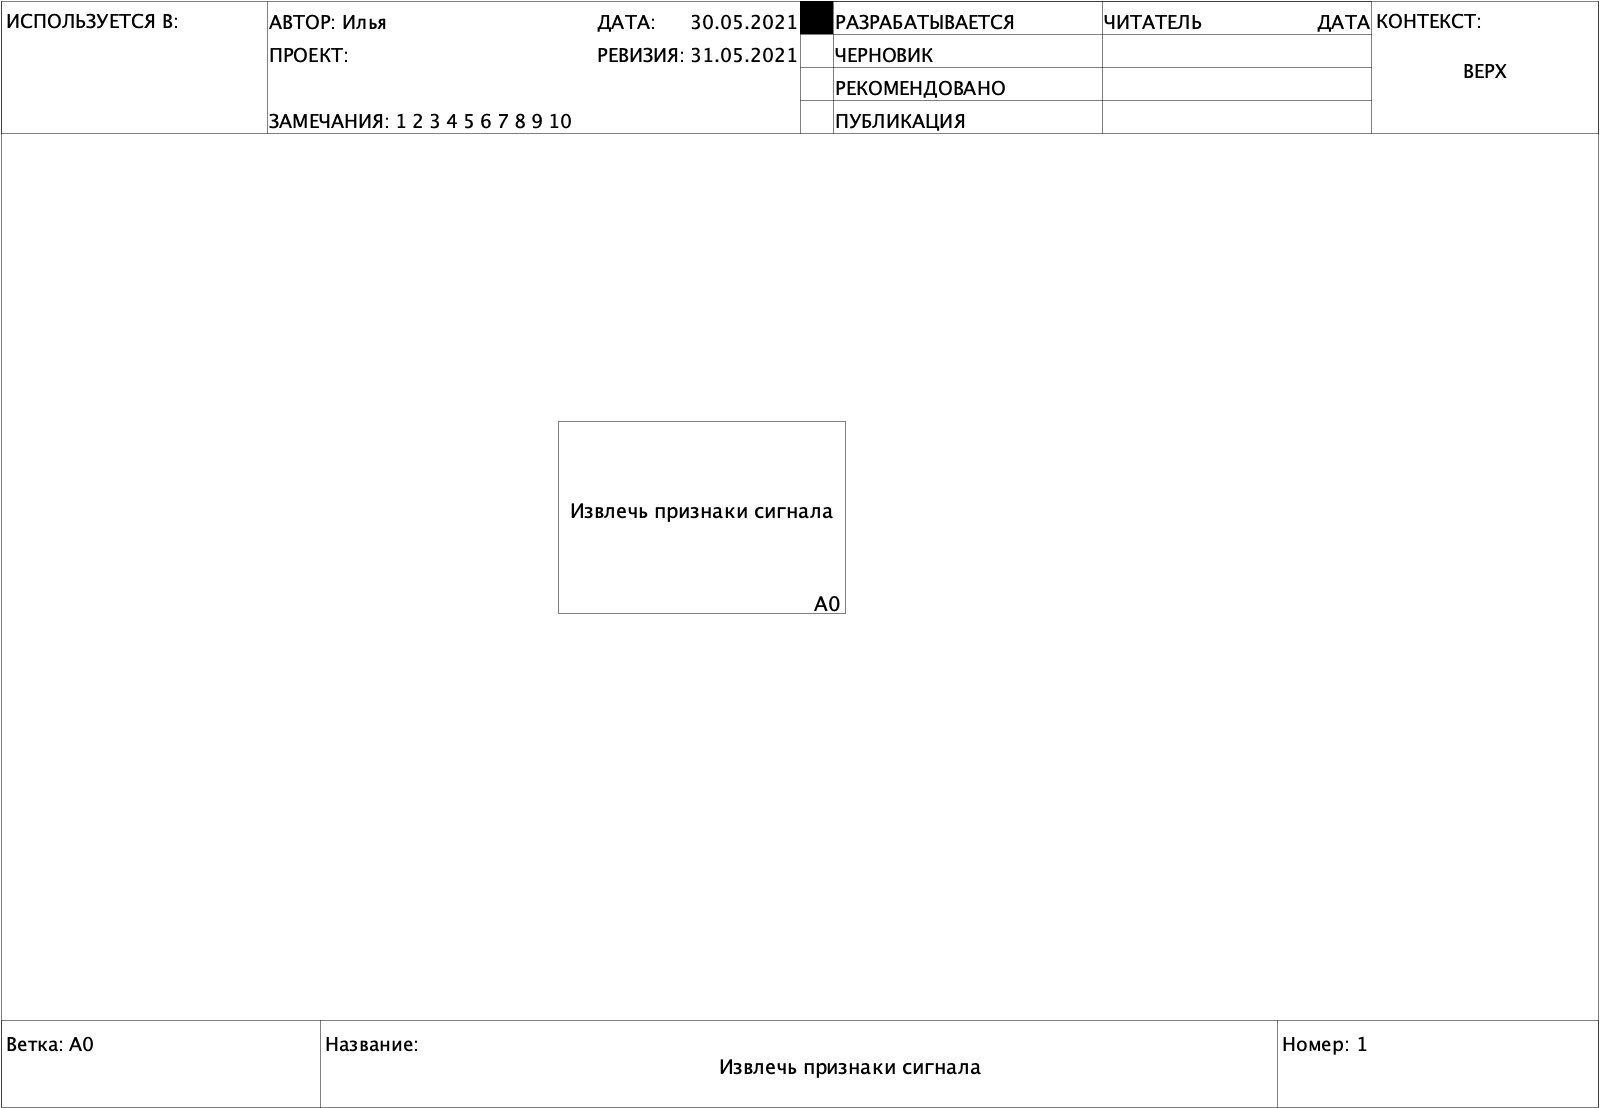 ИСПОЛЬЗУЕТСЯ В:
АВТОР: Илья
ДАТА: 30.05.2021
ПРОЕКТ:
РЕВИЗИЯ: 31.05.2021
ЗАМЕЧАНИЯ: 1 2 3 4 5 6 7 8 9 10
РАЗРАБАТЫВАЕТСЯ
ЧЕРНОВИК
РЕКОМЕНДОВАНО
ПУБЛИКАЦИЯ
ЧИТАТЕЛЬ
ДАТА
КОНТЕКСТ:
ВЕРХ
Извлечь признаки сигнала
A0
Ветка: A0
Название:
Извлечь признаки сигнала
Номер: 1